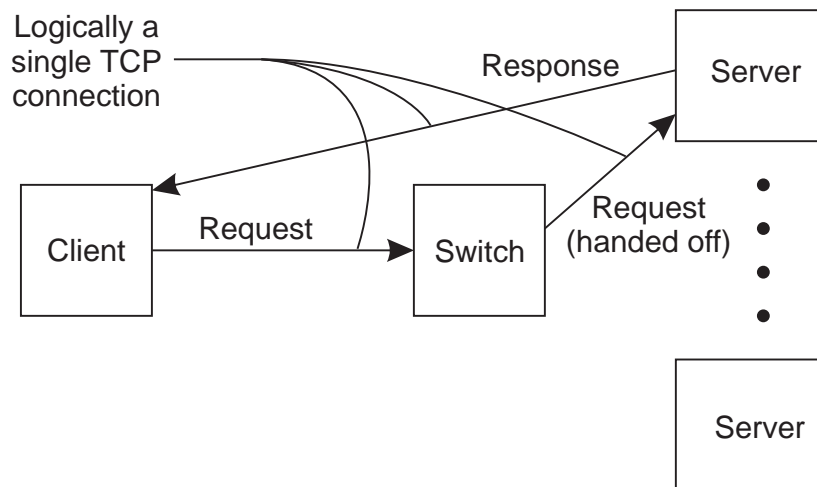 Logically a
single TCP
connection
Response
Server
Client
Request
Switch
Request
(handed off)
Server